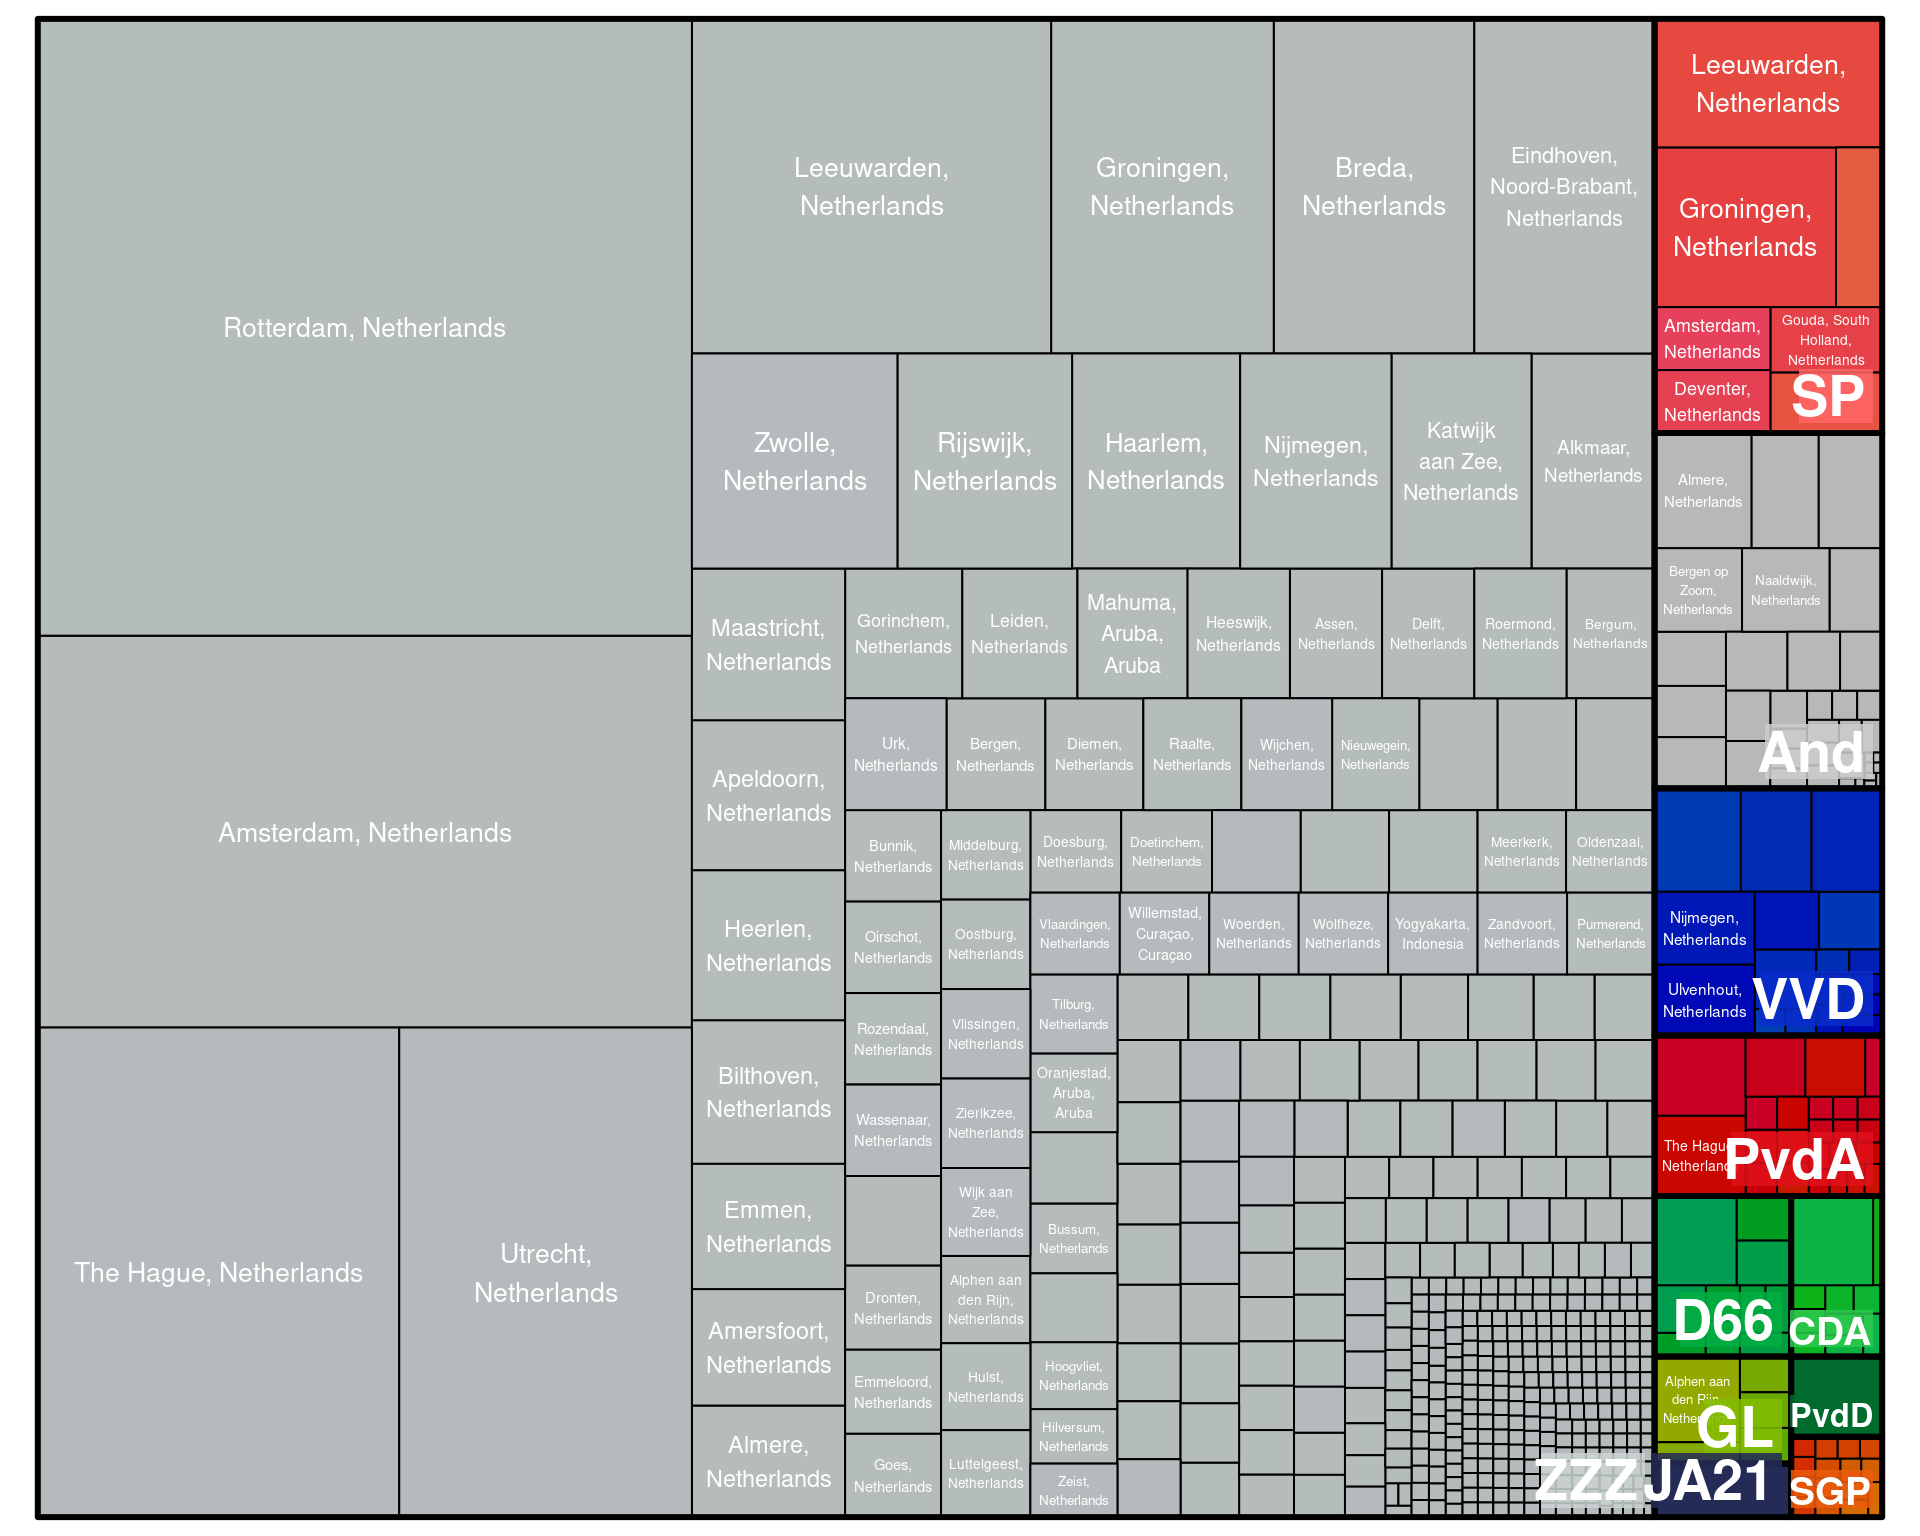 Rotterdam, Netherlands
Amsterdam, Netherlands
The Hague, Netherlands
Utrecht,
Netherlands
Leeuwarden,
Netherlands
Groningen,
Netherlands
Breda,
Netherlands
Eindhoven,
Noord-Brabant,
Netherlands
Zwolle,
Netherlands
Rijswijk,
Netherlands
Haarlem,
Netherlands
Nijmegen,
Netherlands
Katwijk
aan Zee,
Netherlands
Alkmaar,
Netherlands
Maastricht,
Netherlands
Apeldoorn,
Netherlands
Heerlen,
Netherlands
Bilthoven,
Netherlands
Emmen,
Netherlands
Amersfoort,
Netherlands
Almere,
Netherlands
Gorinchem,
Netherlands
Leiden,
Netherlands
Mahuma,
Aruba,
Aruba
Heeswijk,
Netherlands
Assen,
Netherlands
Delft,
Netherlands
Roermond,
Netherlands
Bergum,
Netherlands
Urk,
Netherlands
Bergen,
Netherlands
Diemen,
Netherlands
Raalte,
Netherlands
Wijchen,
Netherlands
Nieuwegein,
Netherlands
Bunnik,
Netherlands
Oirschot,
Netherlands
Rozendaal,
Netherlands
Wassenaar,
Netherlands
Dronten,
Netherlands
Emmeloord,
Netherlands
Goes,
Netherlands
Middelburg,
Netherlands
Oostburg,
Netherlands
Vlissingen,
Netherlands
Zierikzee,
Netherlands
Wijk aan
Zee,
Netherlands
Alphen aan
den Rijn,
Netherlands
Hulst,
Netherlands
Luttelgeest,
Netherlands
Doesburg,
Netherlands
Doetinchem,
Netherlands
Meerkerk,
Netherlands
Oldenzaal,
Netherlands
Vlaardingen,
Netherlands
Willemstad,
Curaçao,
Curaçao
Woerden,
Netherlands
Wolfheze,
Netherlands
Yogyakarta,
Indonesia
Zandvoort,
Netherlands
Purmerend,
Netherlands
Tilburg,
Netherlands
Oranjestad,
Aruba,
Aruba
Bussum,
Netherlands
Hoogvliet,
Netherlands
Hilversum,
Netherlands
Zeist,
Netherlands
ZZZ
Leeuwarden,
Netherlands
Groningen,
Netherlands
Amsterdam,
Netherlands
Gouda, South
Holland,
Netherlands
Deventer,
Netherlands
SP
Almere,
Netherlands
Bergen op
Zoom,
Netherlands
Naaldwijk,
Netherlands
And
Nijmegen,
Netherlands
Ulvenhout,
Netherlands
VVD
The Hague,
Netherlands
PvdA
D66
CDA
Alphen aan
den Rijn,
Netherlands
GL
PvdD
JA21
SGP